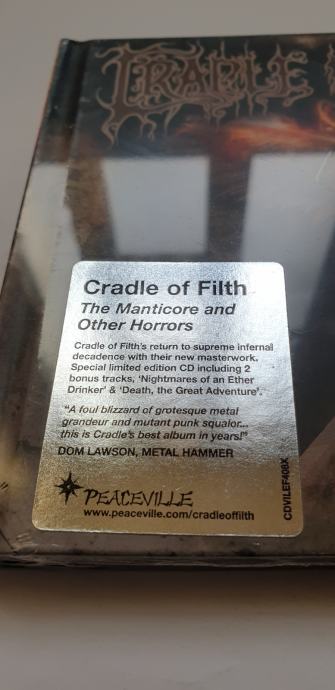 CRADLE
Cradle of Filth
The Manticore and
Other Horrors
Cradle of Filth's return to supreme infernal
decadence with their new masterwork.
Special limited edition CD including 2
bonus tracks, 'Nightmares of an Ether
Drinker' & 'Death, the Great Adventure'.
"A foul blizzard of grotesque metal
grandeur and mutant punk squalor...
this is Cradle's best album in years!"
DOM LAWSON, METAL HAMMER
PEACEVILLE
www.peaceville.com/cradleoffilth
CDVILEF408X